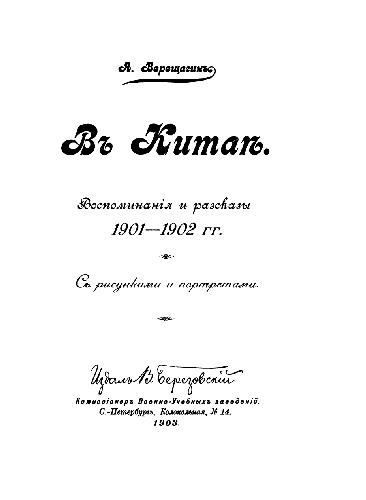 А. Верещагинъ
Въ Китаѣ.
Воспоминанія и разсказы
1901—1902 гг.
Съ рисунками и портретами.
Издалъ В. Березовскій
Комиссіонеръ Военно-Учебныхъ заведеній.
С.-Петербургъ, Колокольная, № 14.
1903.